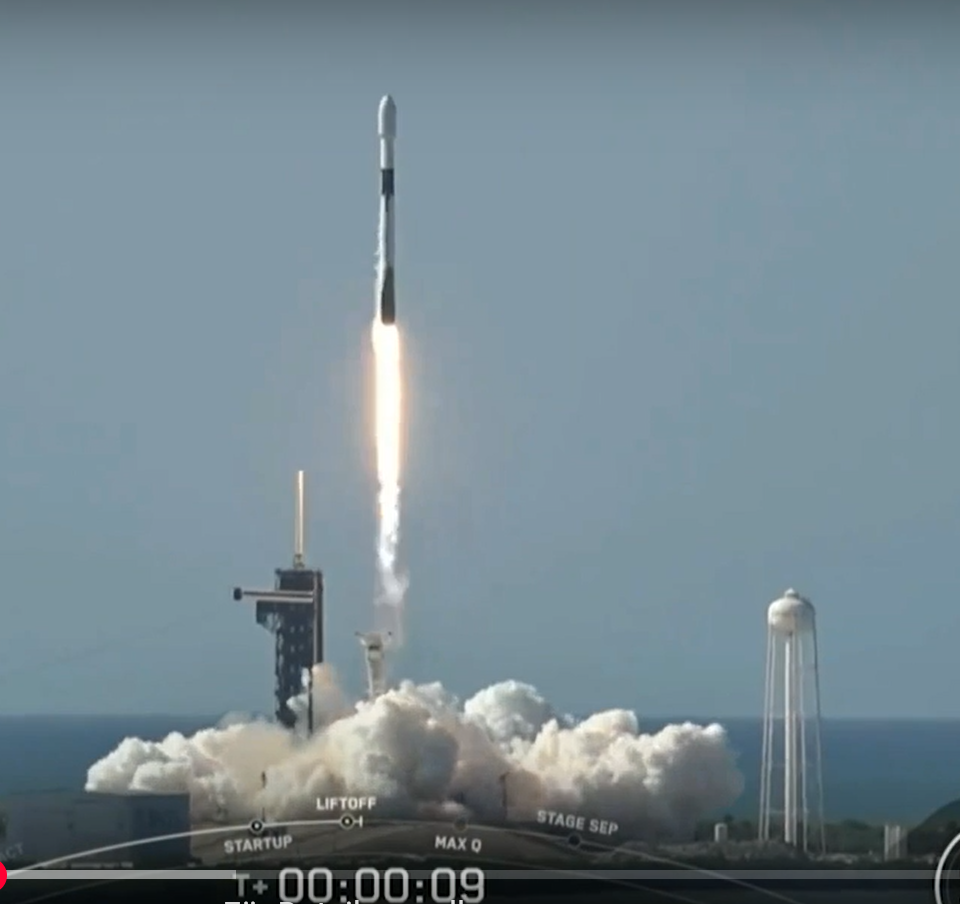 LIFTOFF
STARTUP
MAX Q
STAGE SEP
T+ 00:00:09